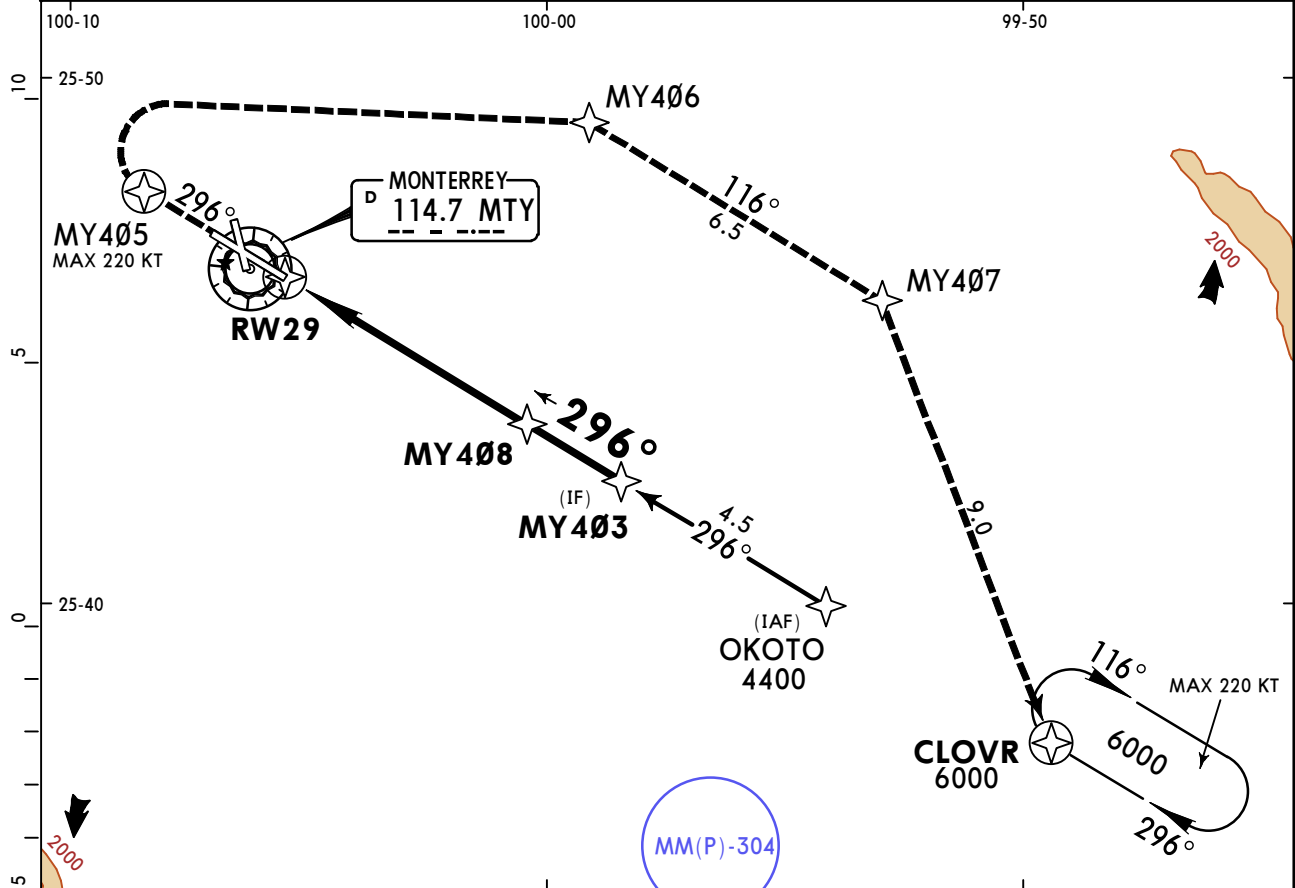 100-10
100-00
99-50
10
25-50
MY4Ø6
296°
MONTERREY
D 114.7 MTY
116°
6.5
MY4Ø5
MAX 220 KT
2000
MY4Ø7
RW29
5
296°
MY4Ø8
(IF)
MY4Ø3
4.5
296°
9.0
0
25-40
(IAF)
OKOTO
4400
116°
MAX 220 KT
CLOVR
6000
6000
296°
MM(P)-304
2000
5